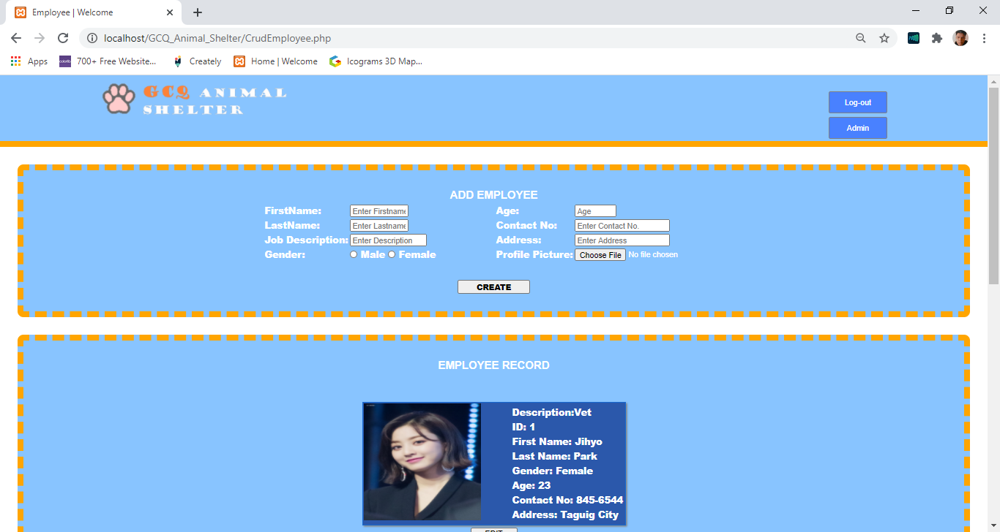 Employee | Welcome
localhost/GCQ_Animal_Shelter/CrudEmployee.php
Apps 700+ Free Website... Creately Home | Welcome Icograms 3D Map...
GCQ ANIMAL
SHELTER
Log-out
Admin
ADD EMPLOYEE
FirstName: Enter Firstname Age: Age
LastName: Enter Lastname Contact No: Enter Contact No.
Job Description: Enter Description Address: Enter Address
Gender: Male Female Profile Picture: Choose File No file chosen
CREATE
EMPLOYEE RECORD
Description:Vet
ID: 1
First Name: Jihyo
Last Name: Park
Gender: Female
Age: 23
Contact No: 845-6544
Address: Taguig City
EDIT